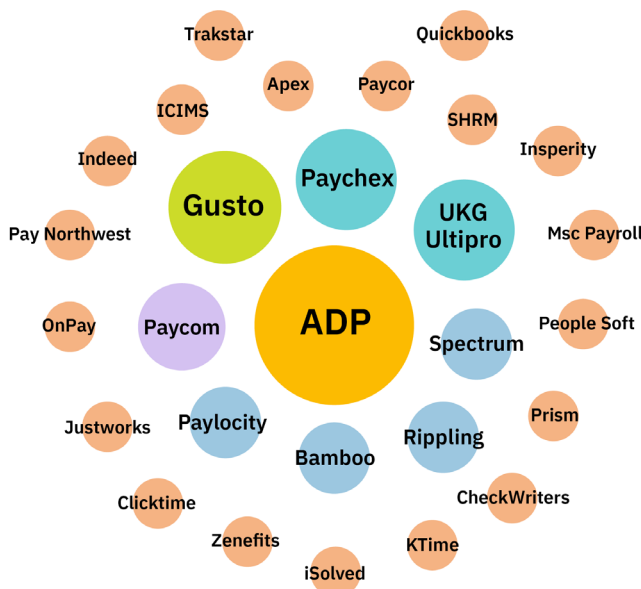 Trakstar
Quickbooks
Apex
Paycor
ICIMS
SHRM
Indeed
Insperity
Paychex
Gusto
UKG
Ultipro
Pay Northwest
Msc Payroll
ADP
OnPay
Paycom
People Soft
Spectrum
Justworks
Paylocity
Prism
Rippling
Bamboo
Clicktime
CheckWriters
Zenefits
KTime
iSolved